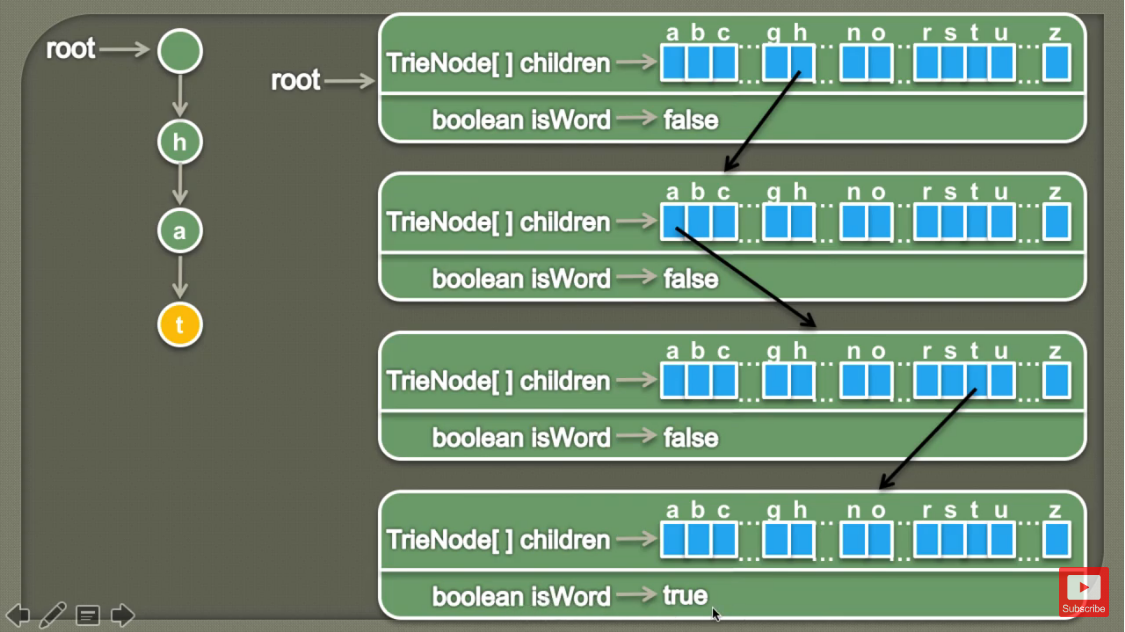 root
h
a
t
root
a b c ... g h ... n o ... r s t u ... z
TrieNode[ ] children
boolean isWord false
a b c ... g h ... n o ... r s t u ... z
TrieNode[ ] children
boolean isWord false
a b c ... g h ... n o ... r s t u ... z
TrieNode[ ] children
boolean isWord false
a b c ... g h ... n o ... r s t u ... z
TrieNode[ ] children
boolean isWord true
Subscribe